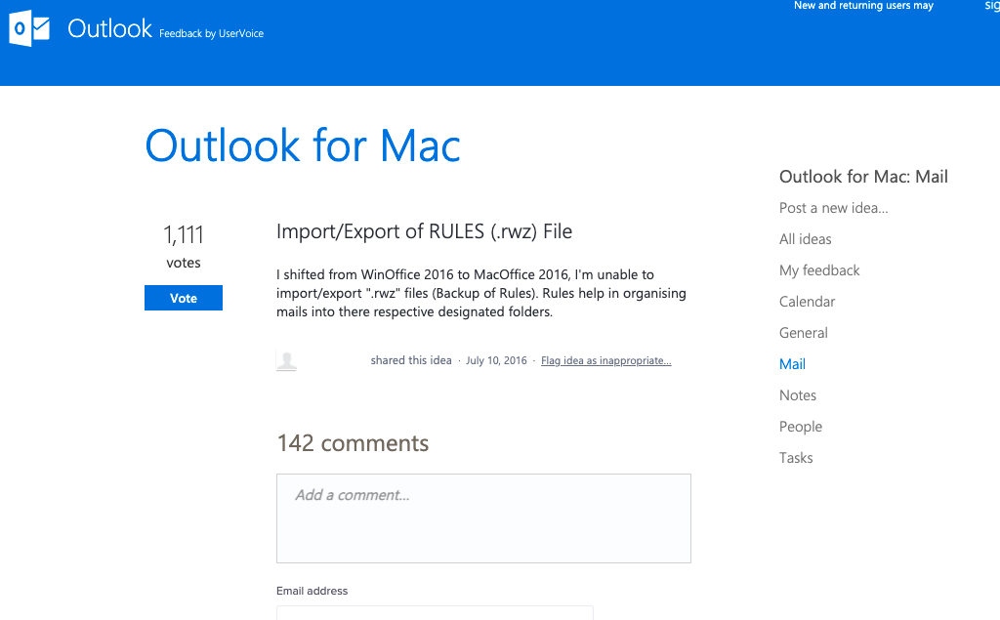 New and returning users may
SIG
Outlook Feedback by UserVoice
Outlook for Mac
1,111
votes
Vote
Import/Export of RULES (.rwz) File
I shifted from WinOffice 2016 to MacOffice 2016, I'm unable to
import/export ".rwz" files (Backup of Rules). Rules help in organising
mails into there respective designated folders.
shared this idea · July 10, 2016 · Flag idea as inappropriate...
142 comments
Add a comment...
Email address
Outlook for Mac: Mail
Post a new idea...
All ideas
My feedback
Calendar
General
Mail
Notes
People
Tasks